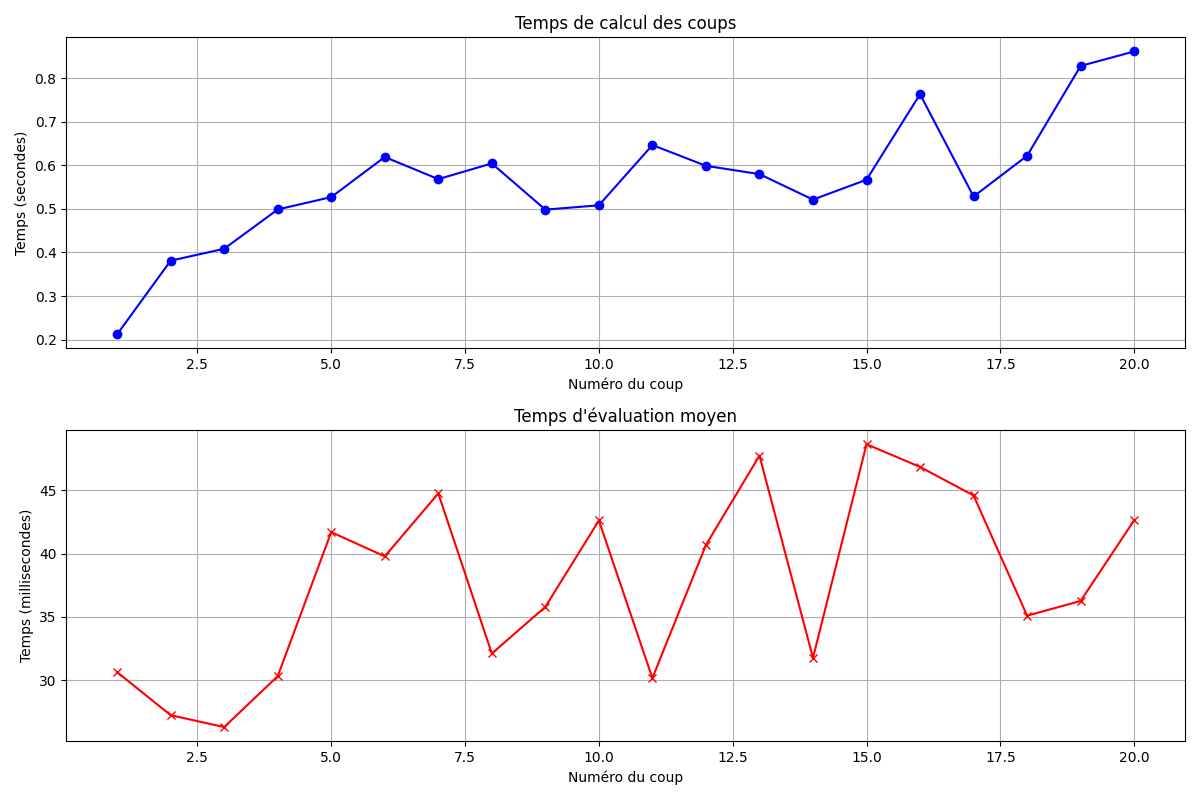 Temps de calcul des coups
0.8
0.7
0.6
0.5
0.4
0.3
0.2
Temps (secondes)
2.5 5.0 7.5 10.0 12.5 15.0 17.5 20.0
Numéro du coup
Temps d'évaluation moyen
45
40
35
30
Temps (millisecondes)
2.5 5.0 7.5 10.0 12.5 15.0 17.5 20.0
Numéro du coup